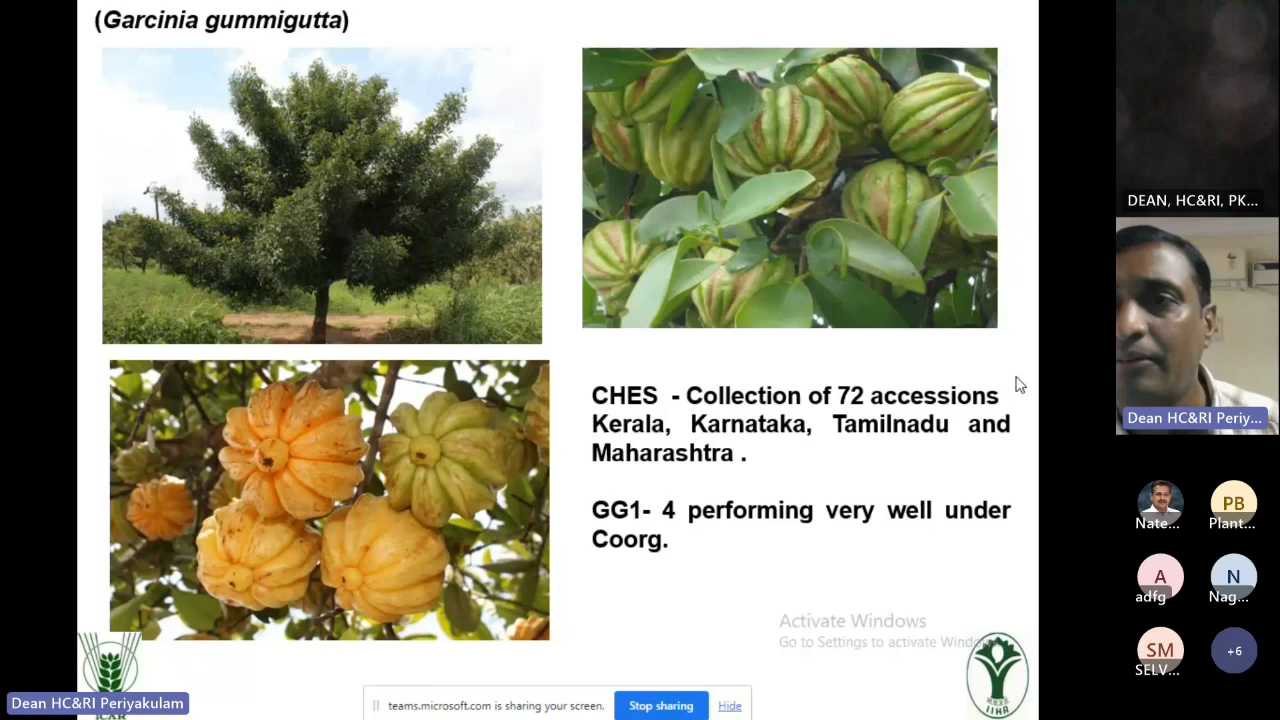 (Garcinia gummigutta)
CHES - Collection of 72 accessions
Kerala, Karnataka, Tamilnadu and
Maharashtra .
GG1- 4 performing very well under
Coorg.
Activate Windows
Go to Settings to activate
ICAR
IIHR
Dean HC&RI Periyakulam
teams.microsoft.com is sharing your screen.
Stop sharing
Hide
DEAN, HC&RI, PK...
Dean HC&RI Periy...
PB
Nate...
Plant...
A
N
adfg
Nag...
SM
+6
SELV...